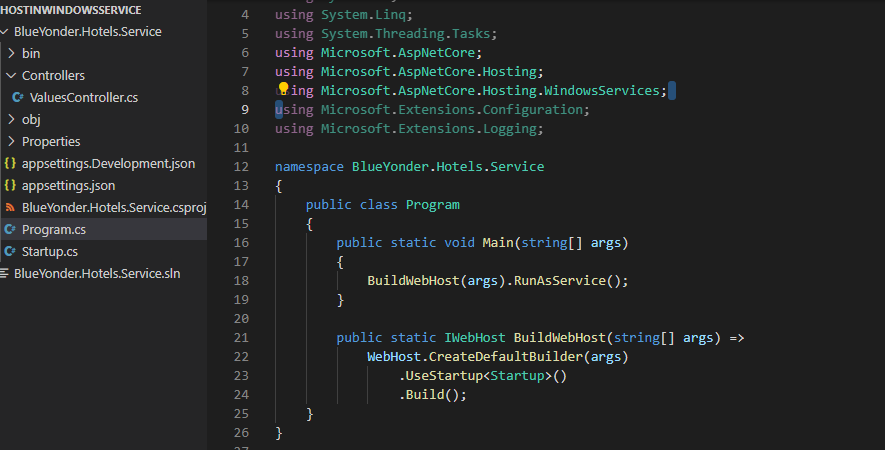 HOSTINWINDOWSSERVICE
BlueYonder.Hotels.Service
bin
Controllers
ValuesController.cs
obj
Properties
appsettings.Development.json
appsettings.json
BlueYonder.Hotels.Service.csproj
Program.cs
Startup.cs
BlueYonder.Hotels.Service.sln
4 using System.Linq;
5 using System.Threading.Tasks;
6 using Microsoft.AspNetCore;
7 using Microsoft.AspNetCore.Hosting;
8 using Microsoft.AspNetCore.Hosting.WindowsServices;
9 using Microsoft.Extensions.Configuration;
10 using Microsoft.Extensions.Logging;
11
12 namespace BlueYonder.Hotels.Service
13 {
14 public class Program
15 {
16 public static void Main(string[] args)
17 {
18 BuildWebHost(args).RunAsService();
19 }
20
21 public static IWebHost BuildWebHost(string[] args) =>
22 WebHost.CreateDefaultBuilder(args)
23 .UseStartup<Startup>()
24 .Build();
25 }
26 }
27